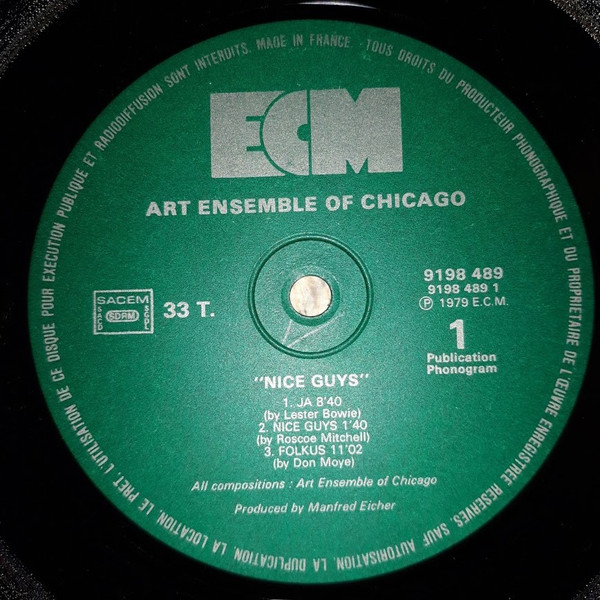 TOUS DROITS DU PRODUCTEUR PHONOGRAPHIQUE ET DU PROPRIETAIRE DE L'ŒUVRE ENREGISTREE RESERVES. SAUF AUTORISATION, LA DUPLICATION, LA LOCATION, LE PRET, L'UTILISATION DE CE DISQUE POUR EXECUTION PUBLIQUE ET RADIODIFFUSION SONT INTERDITS. MADE IN FRANCE.
ECM
ART ENSEMBLE OF CHICAGO
SACEM
SACD
SDRM
SGDL
33 T.
9198 489
9198 489 1
℗ 1979 E.C.M.
1
Publication
Phonogram
"NICE GUYS"
1. JA 8'40
(by Lester Bowie)
2. NICE GUYS 1'40
(by Roscoe Mitchell)
3. FOLKUS 11'02
(by Don Moye)
All compositions : Art Ensemble of Chicago
Produced by Manfred Eicher